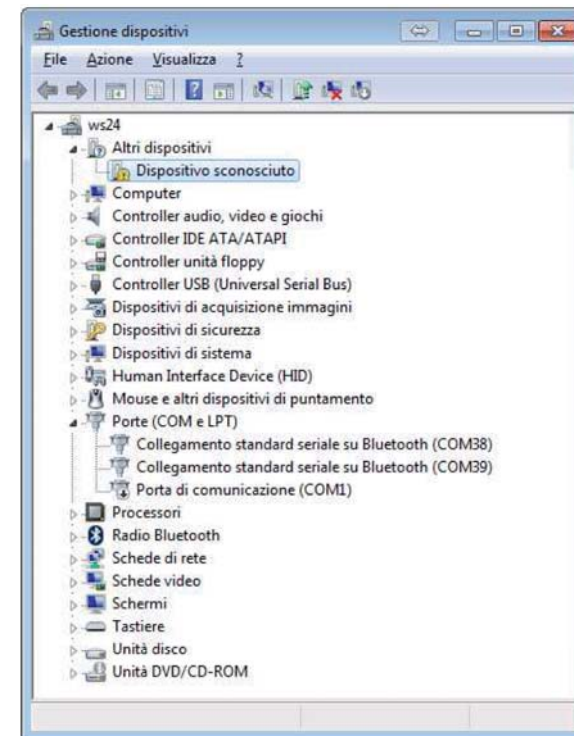 Gestione dispositivi
File Azione Visualizza ?
ws24
Altri dispositivi
Dispositivo sconosciuto
Computer
Controller audio, video e giochi
Controller IDE ATA/ATAPI
Controller unità floppy
Controller USB (Universal Serial Bus)
Dispositivi di acquisizione immagini
Dispositivi di sicurezza
Dispositivi di sistema
Human Interface Device (HID)
Mouse e altri dispositivi di puntamento
Porte (COM e LPT)
Collegamento standard seriale su Bluetooth (COM38)
Collegamento standard seriale su Bluetooth (COM39)
Porta di comunicazione (COM1)
Processori
Radio Bluetooth
Schede di rete
Schede video
Schermi
Tastiere
Unità disco
Unità DVD/CD-ROM